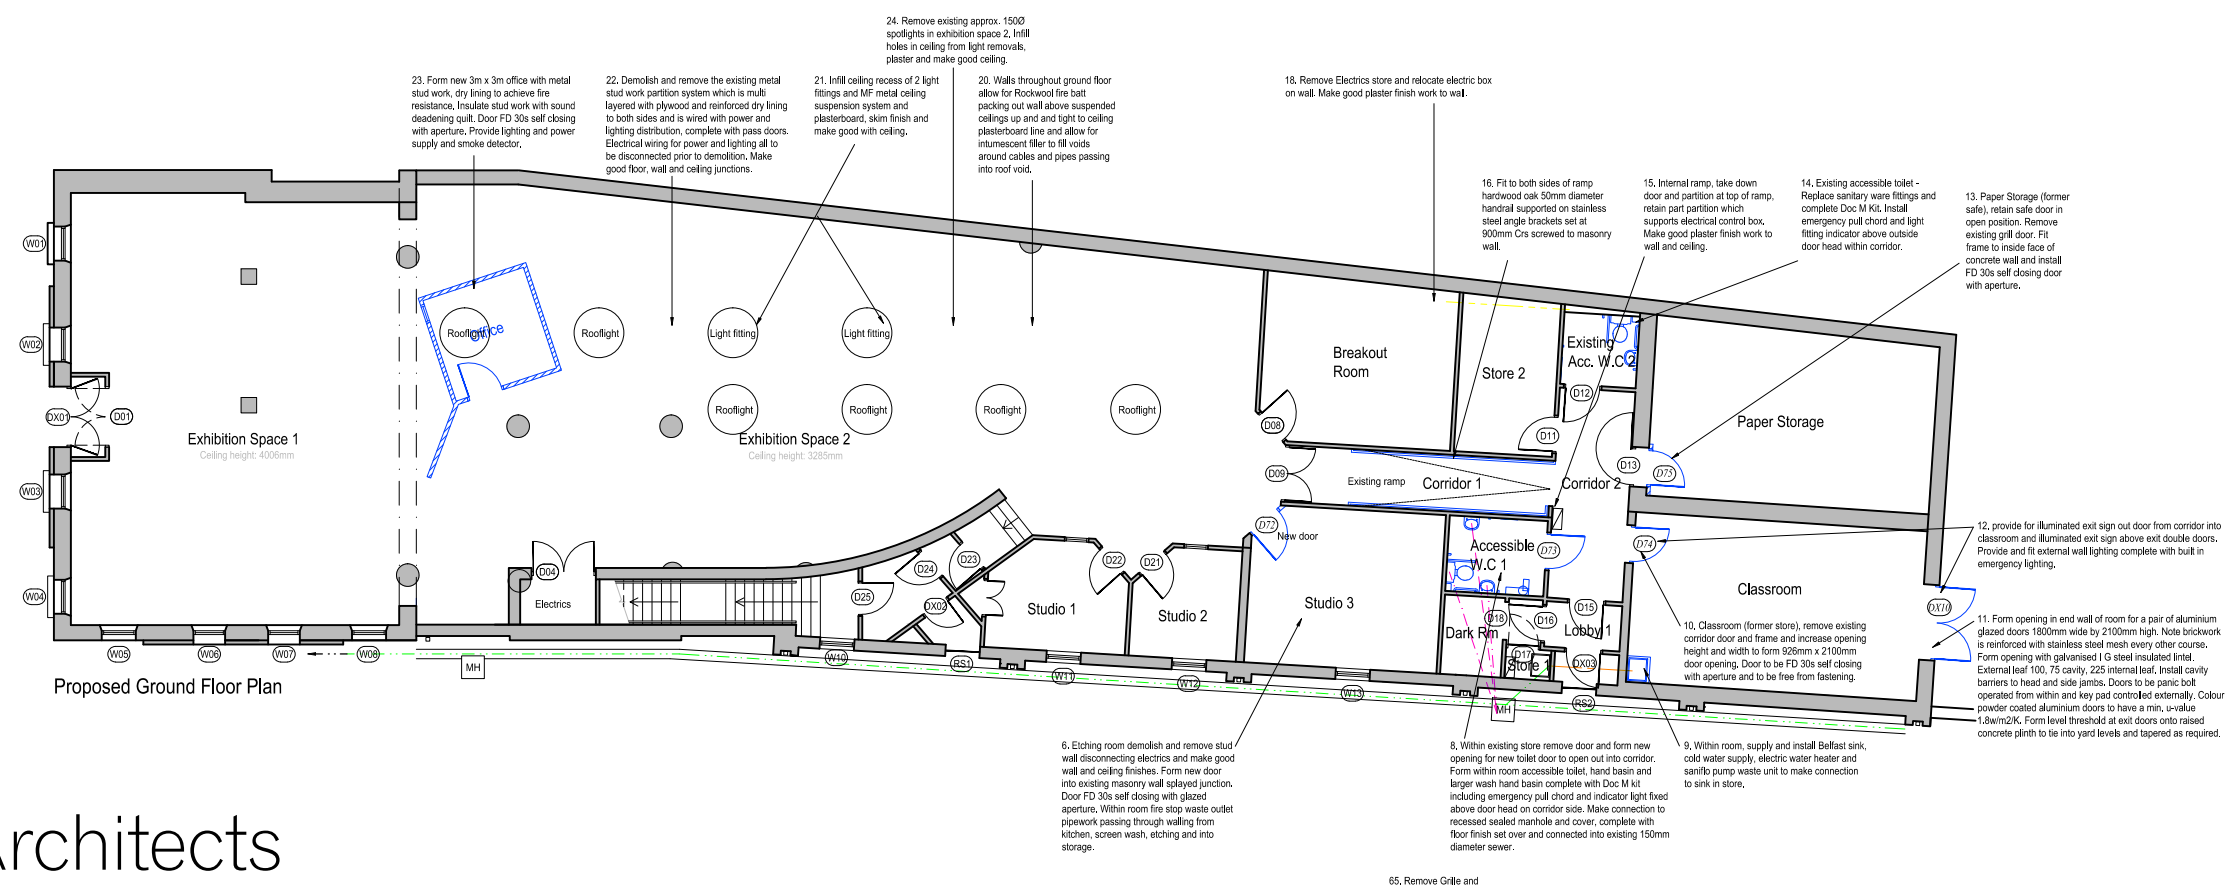 24. Remove existing approx. 150Ø
spotlights in exhibition space 2, Infill
holes in ceiling from light removals,
plaster and make good ceiling.
23. Form new 3m x 3m office with metal
stud work, dry lining to achieve fire
resistance, Insulate stud work with sound
deadening quilt. Door FD 30s self closing
with aperture. Provide lighting and power
supply and smoke detector,
22. Demolish and remove the existing metal
stud work partition system which is multi
layered with plywood and reinforced dry lining
to both sides and is wired with power and
lighting distribution, complete with pass doors.
Electrical wiring for power and lighting all to
be disconnected prior to demolition. Make
good floor, wall and ceiling junctions.
21. Infill ceiling recess of 2 light
fittings and MF metal ceiling
suspension system and
plasterboard, skim finish and
make good with ceiling,
20. Walls throughout ground floor
allow for Rockwool fire batt
packing out wall above suspended
ceilings up and and tight to ceiling
plasterboard line and allow for
intumescent filler to fill voids
around cables and pipes passing
into roof void.
18. Remove Electrics store and relocate electric box
on wall. Make good plaster finish work to wall.
16. Fit to both sides of ramp
hardwood oak 50mm diameter
handrail supported on stainless
steel angle brackets set at
900mm Crs screwed to masonry
wall.
15. Internal ramp, take down
door and partition at top of ramp,
retain part partition which
supports electrical control box.
Make good plaster finish work to
wall and ceiling.
14. Existing accessible toilet -
Replace sanitary ware fittings and
complete Doc M Kit. Install
emergency pull chord and light
fitting indicator above outside
door head within corridor.
13. Paper Storage (former
safe), retain safe door in
open position. Remove
existing grill door. Fit
frame to inside face of
concrete wall and install
FD 30s self closing door
with aperture.
W01
W02
DX01
D01
W03
W04
Exhibition Space 1
Ceiling height: 4006mm
Rooflight
office
Rooflight
Light fitting
Light fitting
Rooflight
Rooflight
Rooflight
Rooflight
Exhibition Space 2
Ceiling height: 3285mm
Breakout
Room
Store 2
Existing
Acc. W.C 2
D12
D08
D11
D09
Existing ramp
Corridor 1
Corridor 2
D13
D75
Paper Storage
D72
New door
Accessible
W.C 1
D73
D74
Classroom
DX10
D04
Electrics
D25
D24
D23
DX02
D22
D21
Studio 1
Studio 2
Studio 3
Dark Rm
D18
D16
D15
Lobby 1
D17
Store 1
DX03
W05
W06
W07
W08
MH
W10
RS1
W11
W12
W13
MH
RS2
Proposed Ground Floor Plan
12, provide for illuminated exit sign out door from corridor into
classroom and illuminated exit sign above exit double doors.
Provide and fit external wall lighting complete with built in
emergency lighting,
11. Form opening in end wall of room for a pair of aluminium
glazed doors 1800mm wide by 2100mm high. Note brickwork
is reinforced with stainless steel mesh every other course.
Form opening with galvanised I G steel insulated lintel.
External leaf 100, 75 cavity, 225 internal leaf, Install cavity
barriers to head and side jambs. Doors to be panic bolt
operated from within and key pad controlled externally. Colour
powder coated aluminium doors to have a min, u-value
1.8w/m2/K. Form level threshold at exit doors onto raised
concrete plinth to tie into yard levels and tapered as required.
10, Classroom (former store), remove existing
corridor door and frame and increase opening
height and width to form 926mm x 2100mm
door opening. Door to be FD 30s self closing
with aperture and to be free from fastening.
6. Etching room demolish and remove stud
wall disconnecting electrics and make good
wall and ceiling finishes. Form new door
into existing masonry wall splayed junction.
Door FD 30s self closing with glazed
aperture, Within room fire stop waste outlet
pipework passing through walling from
kitchen, screen wash, etching and into
storage.
8, Within existing store remove door and form new
opening for new toilet door to open out into corridor.
Form within room accessible toilet, hand basin and
larger wash hand basin complete with Doc M kit
including emergency pull chord and indicator light fixed
above door head on corridor side. Make connection to
recessed sealed manhole and cover, complete with
floor finish set over and connected into existing 150mm
diameter sewer.
9, Within room, supply and install Belfast sink,
cold water supply, electric water heater and
saniflo pump waste unit to make connection
to sink in store,
Architects
65, Remove Grille and